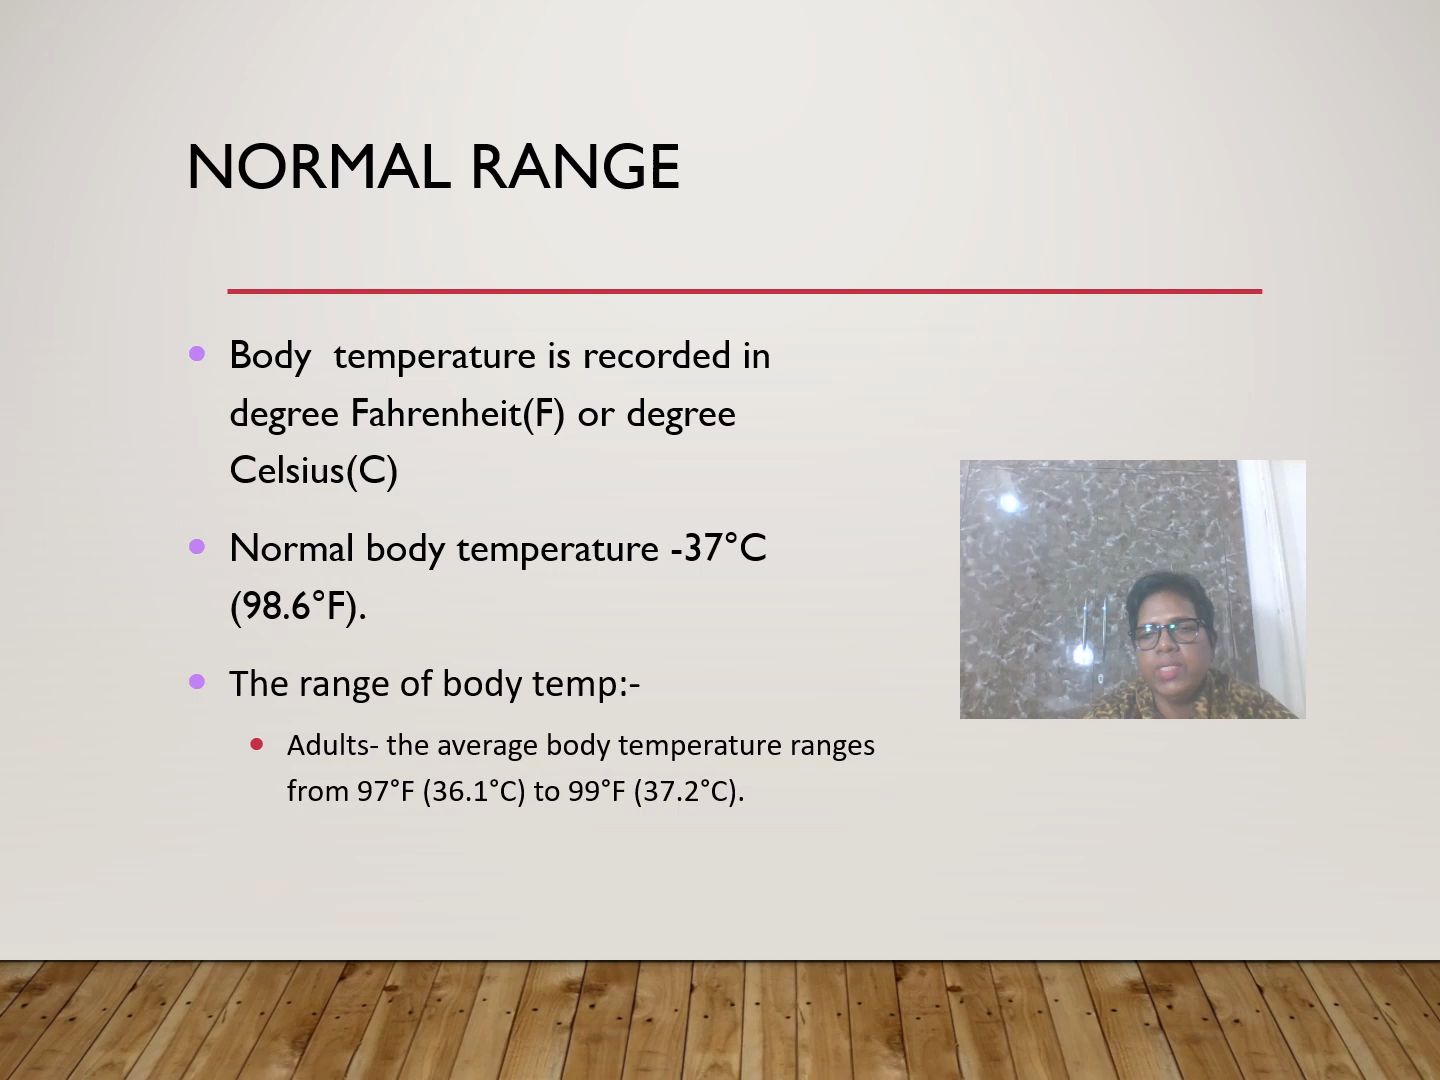 NORMAL RANGE
Body  temperature is recorded in
degree Fahrenheit(F) or degree
Celsius(C)
Normal body temperature -37°C
(98.6°F).
The range of body temp:-
Adults- the average body temperature ranges
from 97°F (36.1°C) to 99°F (37.2°C).